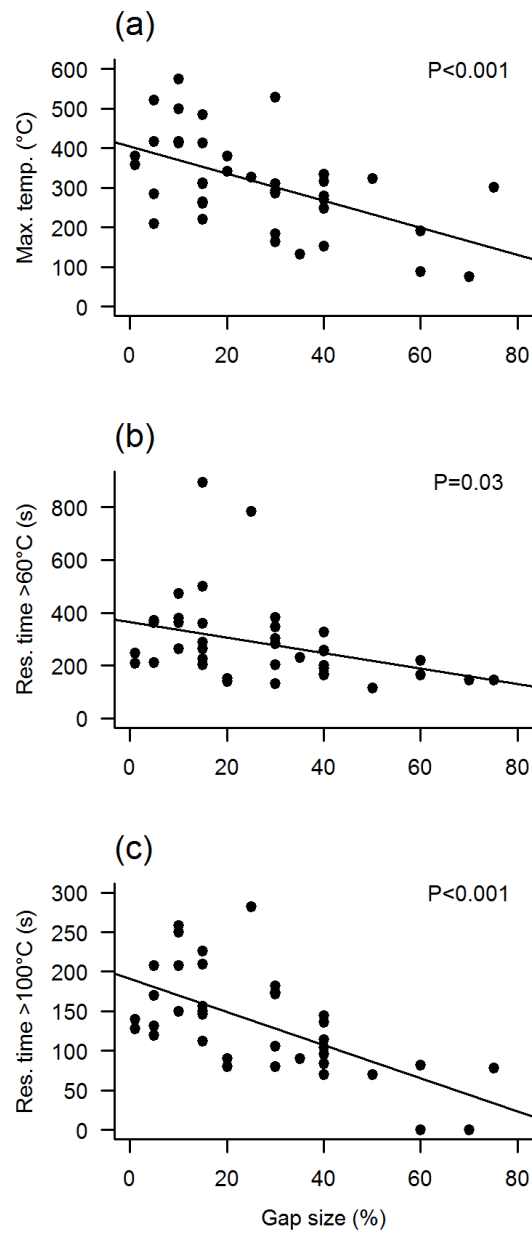 (a)
P<0.001
Max. temp. (°C)
600
500
400
300
200
100
0
0 20 40 60 80
(b)
P=0.03
Res. time >60°C (s)
800
600
400
200
0
0 20 40 60 80
(c)
P<0.001
Res. time >100°C (s)
300
250
200
150
100
50
0
0 20 40 60 80
Gap size (%)